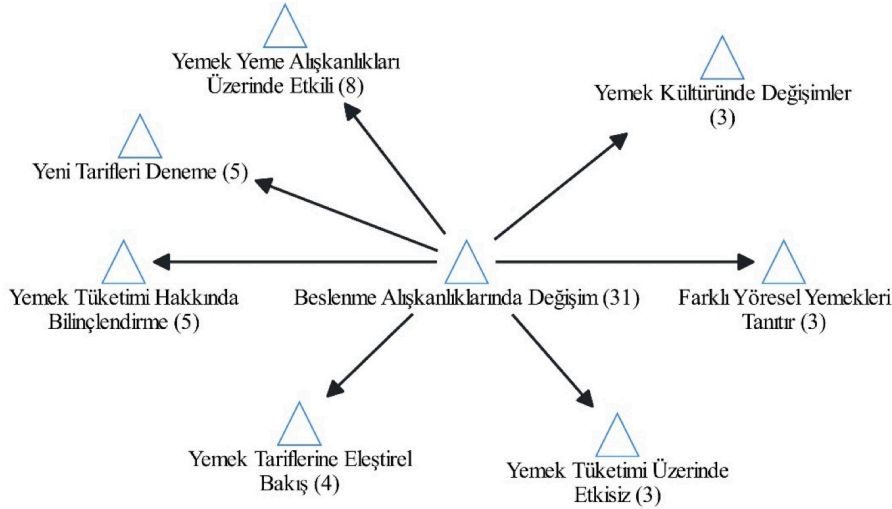 Yemek Yeme Alışkanlıkları
Üzerinde Etkili (8)
Yemek Kültüründe Değişimler
(3)
Yeni Tarifleri Deneme (5)
Yemek Tüketimi Hakkında
Bilinçlendirme (5)
Beslenme Alışkanlıklarında Değişim (31)
Farklı Yöresel Yemekleri
Tanıtır (3)
Yemek Tariflerine Eleştirel
Bakış (4)
Yemek Tüketimi Üzerinde
Etkisiz (3)